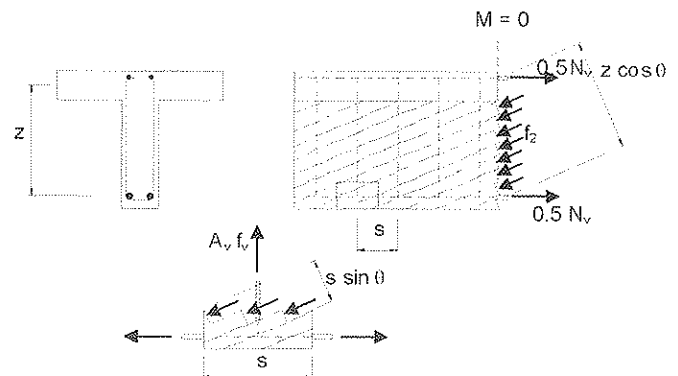 M = 0
0.5 Nᵥ
z cos θ
z
f₂
0.5 Nᵥ
s
Aᵥ fᵥ
s sin θ
s